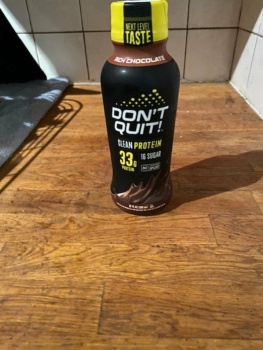 NEXT LEVEL
TASTE
RICH CHOCOLATE
DON'T
QUIT!
CLEAN PROTEIN
33g
PROTEIN
1G SUGAR